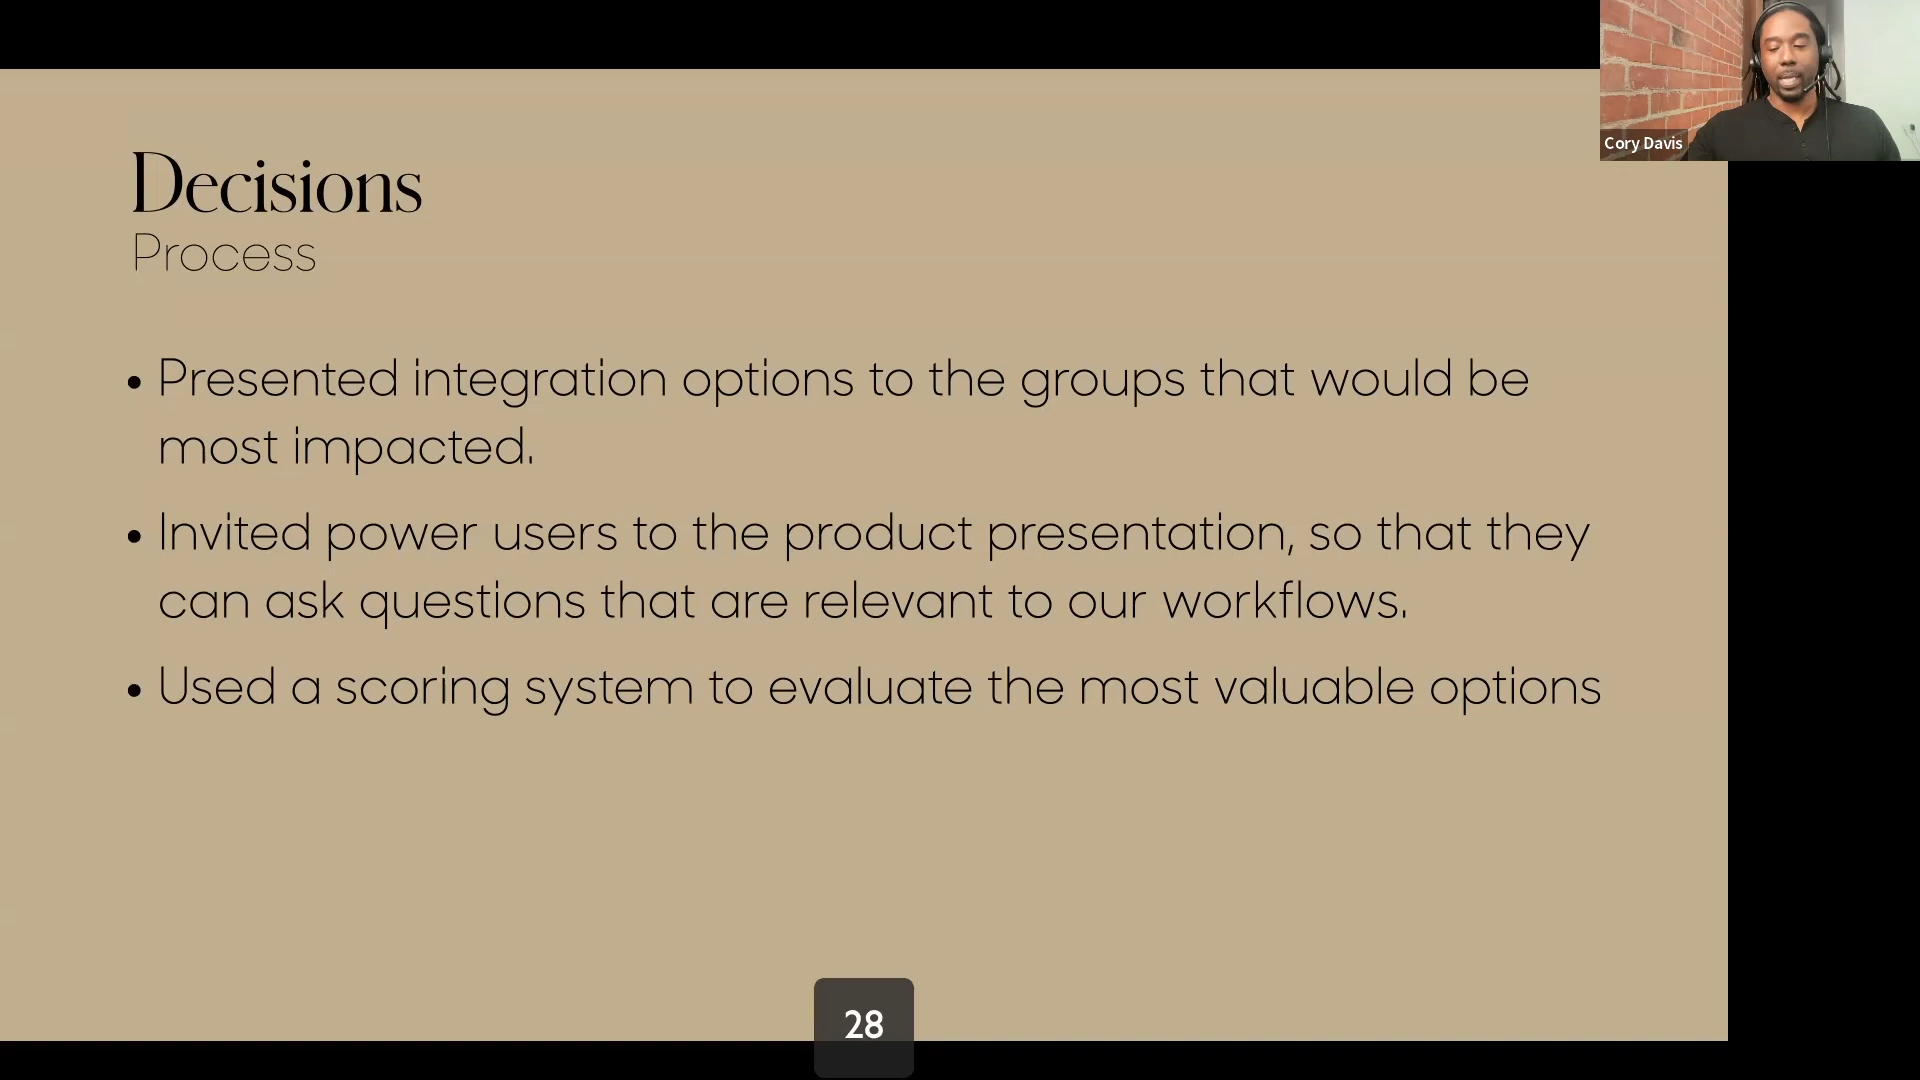 Cory Davis
Decisions
Process
• Presented integration options to the groups that would be
most impacted.
• Invited power users to the product presentation, so that they
can ask questions that are relevant to our workflows.
• Used a scoring system to evaluate the most valuable options
28